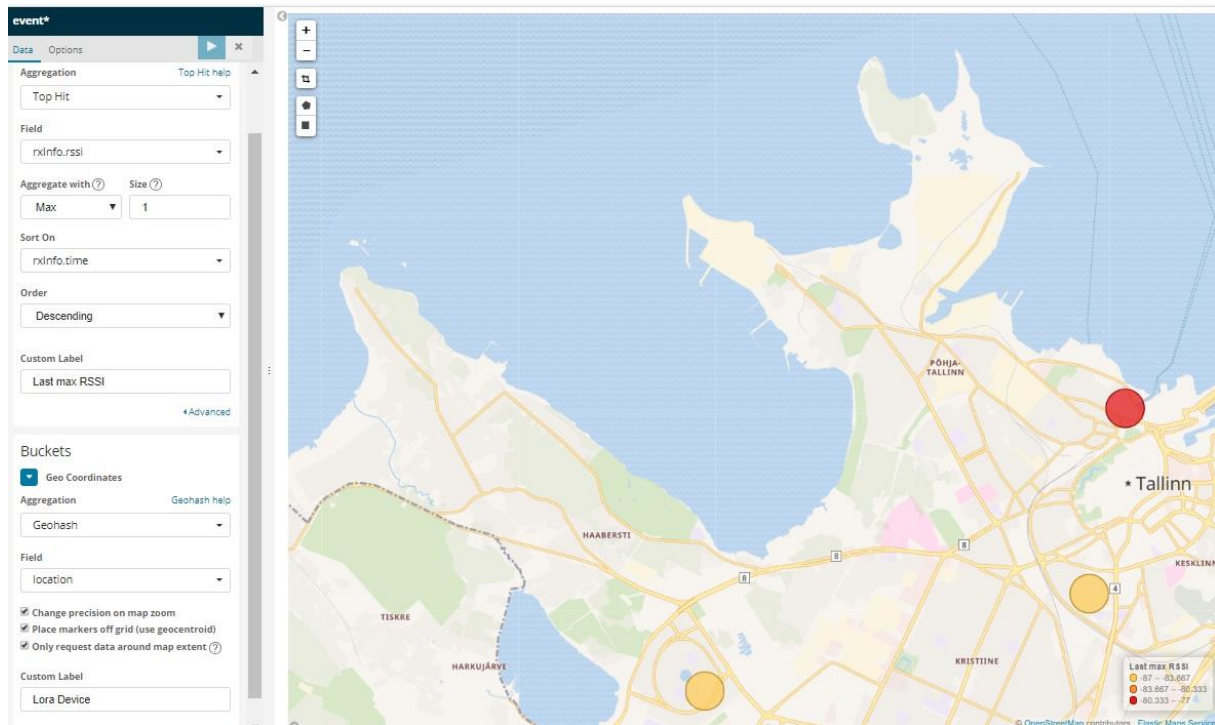 event*
Data Options
Aggregation Top Hit help
Top Hit
Field
rxInfo.rssi
Aggregate with Size
Max 1
Sort On
rxInfo.time
Order
Descending
Custom Label
Last max RSSI
Advanced
Buckets
Geo Coordinates
Aggregation Geohash help
Geohash
Field
location
Change precision on map zoom
Place markers off grid (use geocentroid)
Only request data around map extent
Custom Label
Lora Device
+
−
PÕHJA-
TALLINN
Tallinn
HAABERSTI
8
8
8
4
KESKLINN
TISKRE
HARKUJÄRVE
KRISTIINE
Last max RSSI
-87 – -83.667
-83.667 – -80.333
-80.333 – -77
© OpenStreetMap contributors, Elastic Maps Service